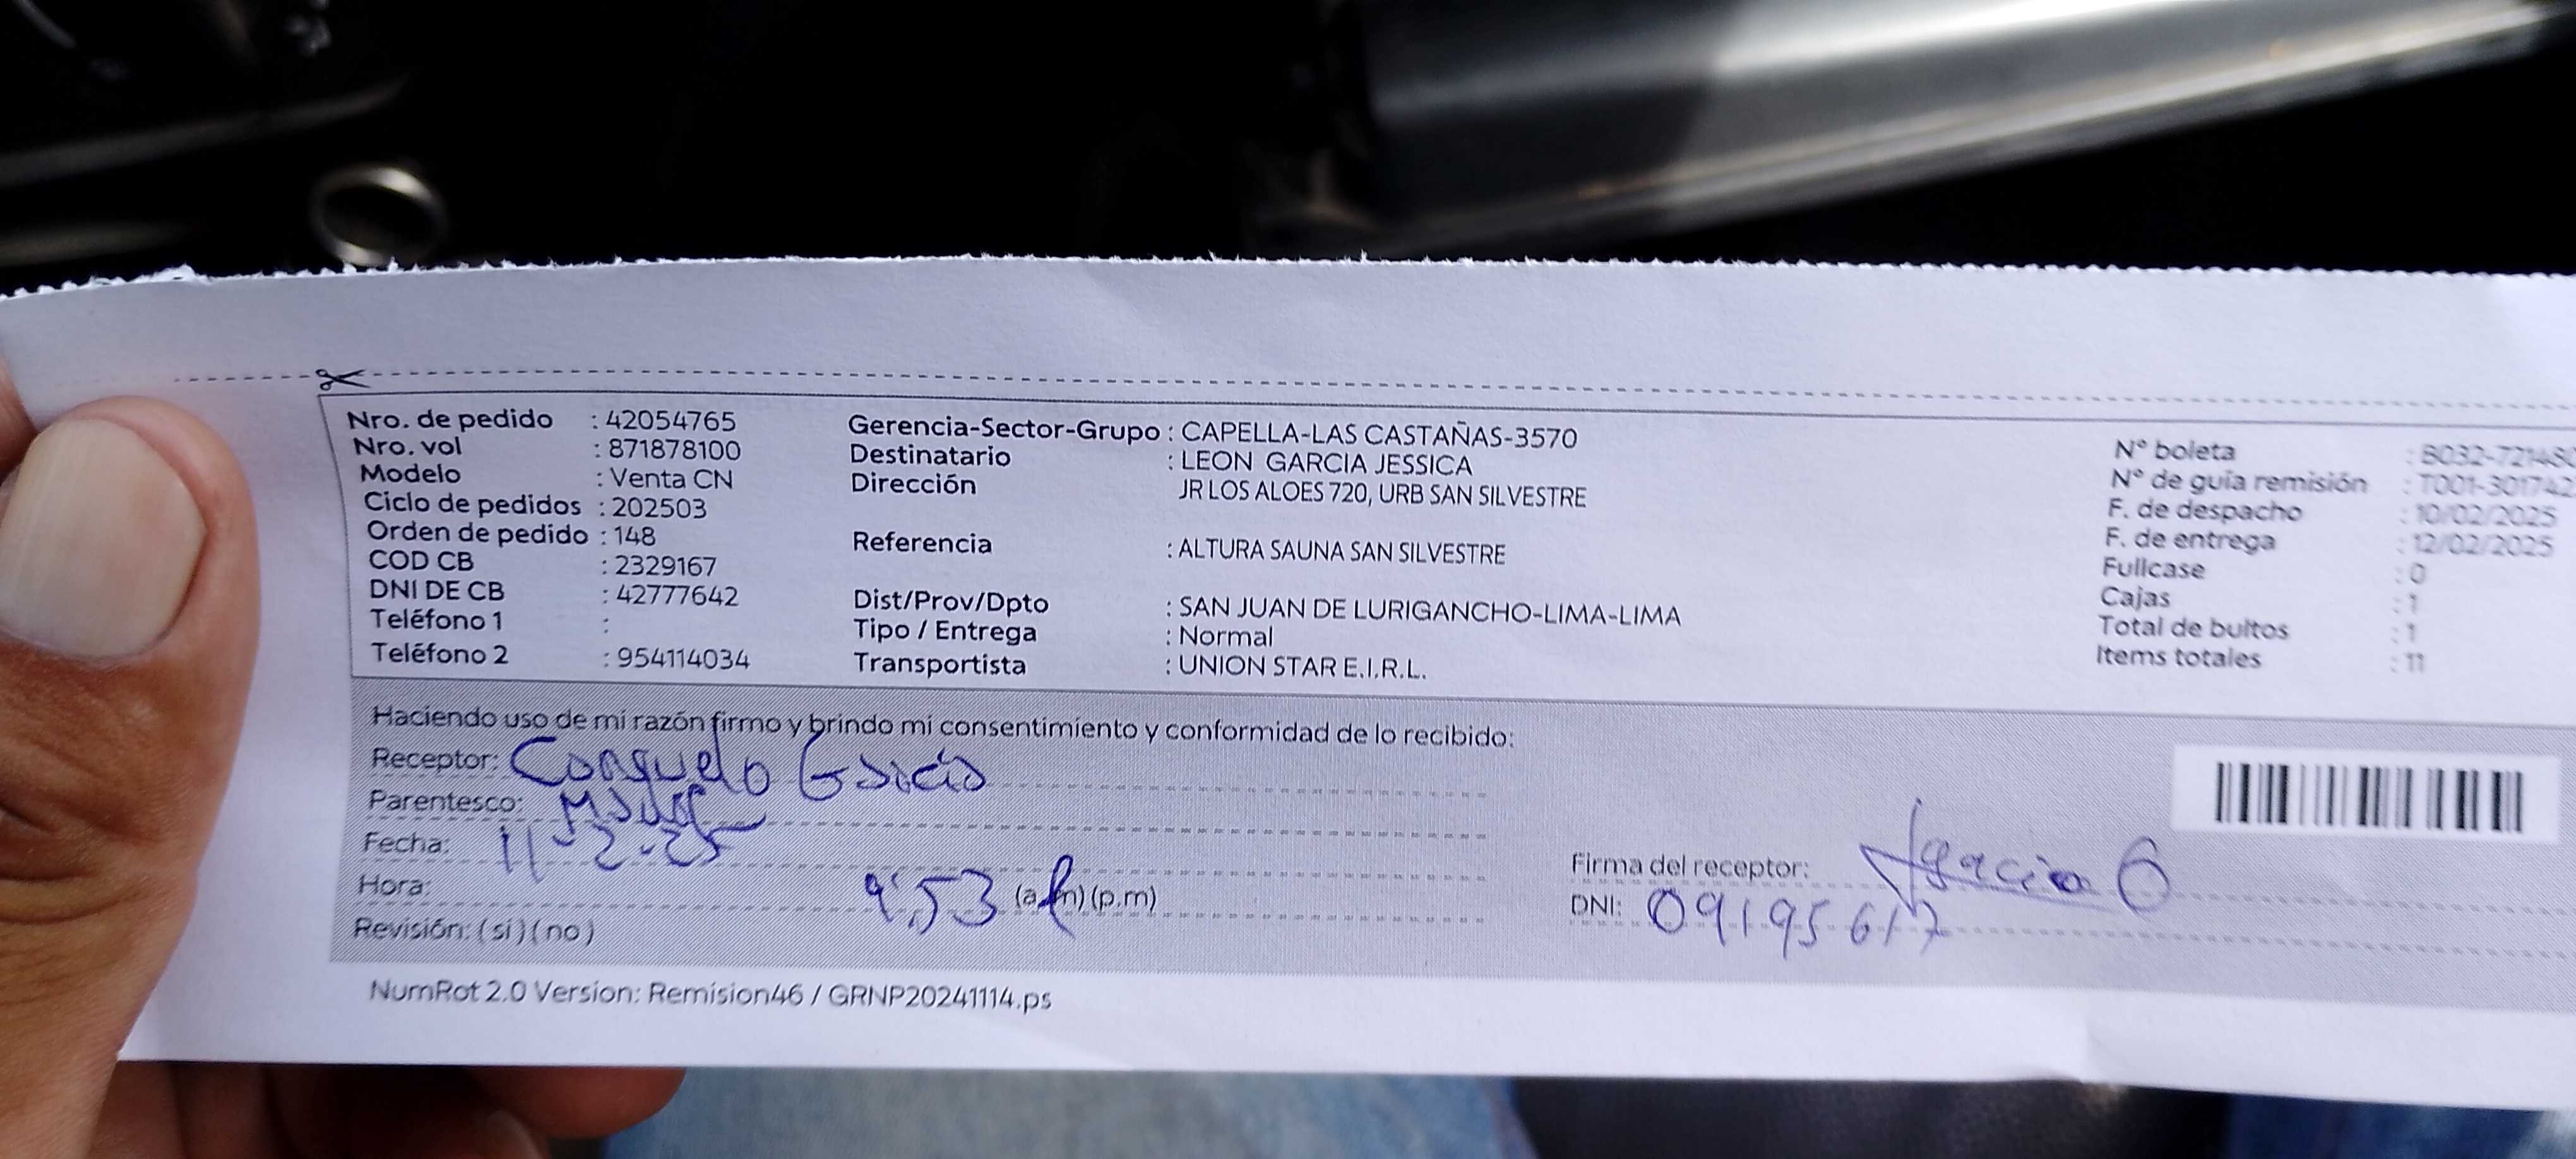 Nro. de pedido : 42054765
Nro. vol : 871878100
Modelo : Venta CN
Ciclo de pedidos : 202503
Orden de pedido : 148
COD CB : 2329167
DNI DE CB : 42777642
Teléfono 1 :
Teléfono 2 : 954114034
Gerencia-Sector-Grupo : CAPELLA-LAS CASTAÑAS-3570
Destinatario : LEON GARCIA JESSICA
Dirección JR LOS ALOES 720, URB SAN SILVESTRE
Referencia : ALTURA SAUNA SAN SILVESTRE
Dist/Prov/Dpto : SAN JUAN DE LURIGANCHO-LIMA-LIMA
Tipo / Entrega : Normal
Transportista : UNION STAR E.I.R.L.
N° boleta : B032-721480
N° de guía remisión : T001-301742
F. de despacho : 10/02/2025
F. de entrega : 12/02/2025
Fullcase : 0
Cajas : 1
Total de bultos : 1
Items totales : 11
Haciendo uso de mi razón firmo y brindo mi consentimiento y conformidad de lo recibido:
Receptor: Consuelo Garcia
Parentesco: Madre
Fecha: 11-2-25
Hora: 9:53 (a.m) (p.m)
Revisión: ( si ) ( no )
Firma del receptor:
DNI: 09195617
NumRot 2.0 Version: Remision46 / GRNP20241114.ps